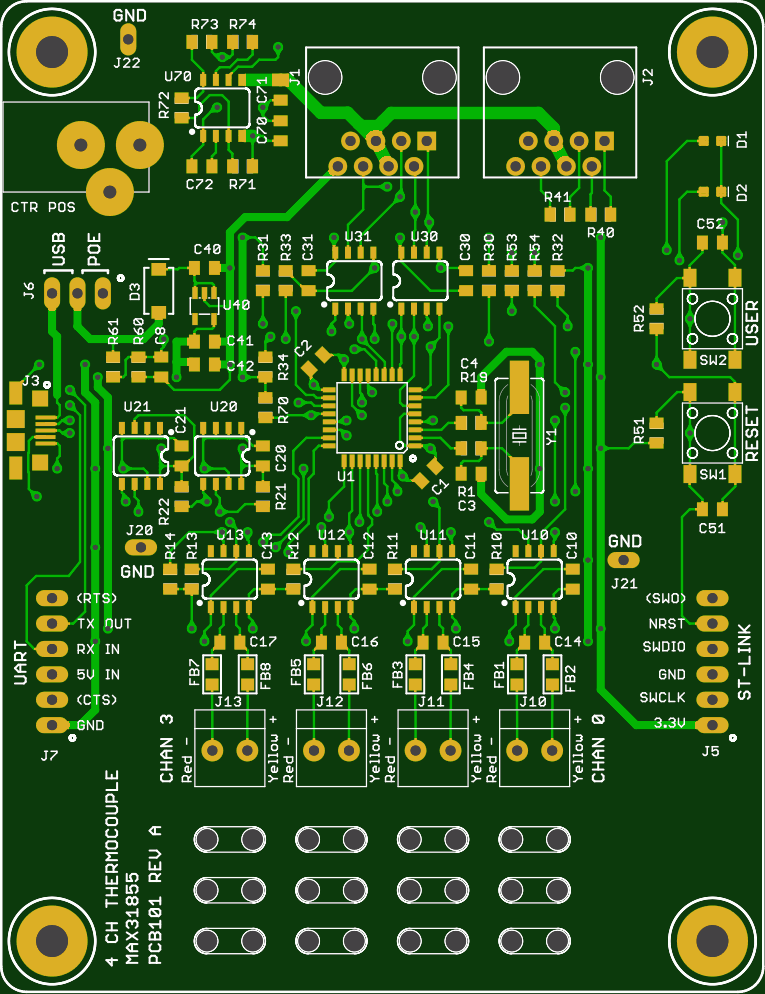 GND
J22
R73 R74
U70
C71
J1
J2
R72
C70
D1
C72 R71
D2
CTR POS
R41
R40
C52
USB
POE
J6
D3
C40
U40
R31
R33
C31
U31
U30
C30
R30
R53
R54
R32
R61
R60
C8
C41
C42
R34
C2
C4
R19
R52
USER
SW2
J3
R70
U21
C21
U20
C20
U1
C1
Y1
R1
C3
R51
RESET
SW1
R22
R21
C51
J20
GND
R14
R13
U13
C13
R12
U12
C12
R11
U11
C11
R10
U10
C10
GND
J21
(RTS)
TX OUT
RX IN
5V IN
(CTS)
GND
UART
J7
(SWO)
NRST
SWDIO
GND
SWCLK
3.3V
ST-LINK
J5
C17
C16
C15
C14
FB7
FB8
FB5
FB6
FB3
FB4
FB1
FB2
J13
J12
J11
J10
CHAN 3
Red -
Yellow +
Red -
Yellow +
Red -
Yellow +
Red -
Yellow +
CHAN 0
4 CH THERMOCOUPLE
MAX31855
PCB101 REV A